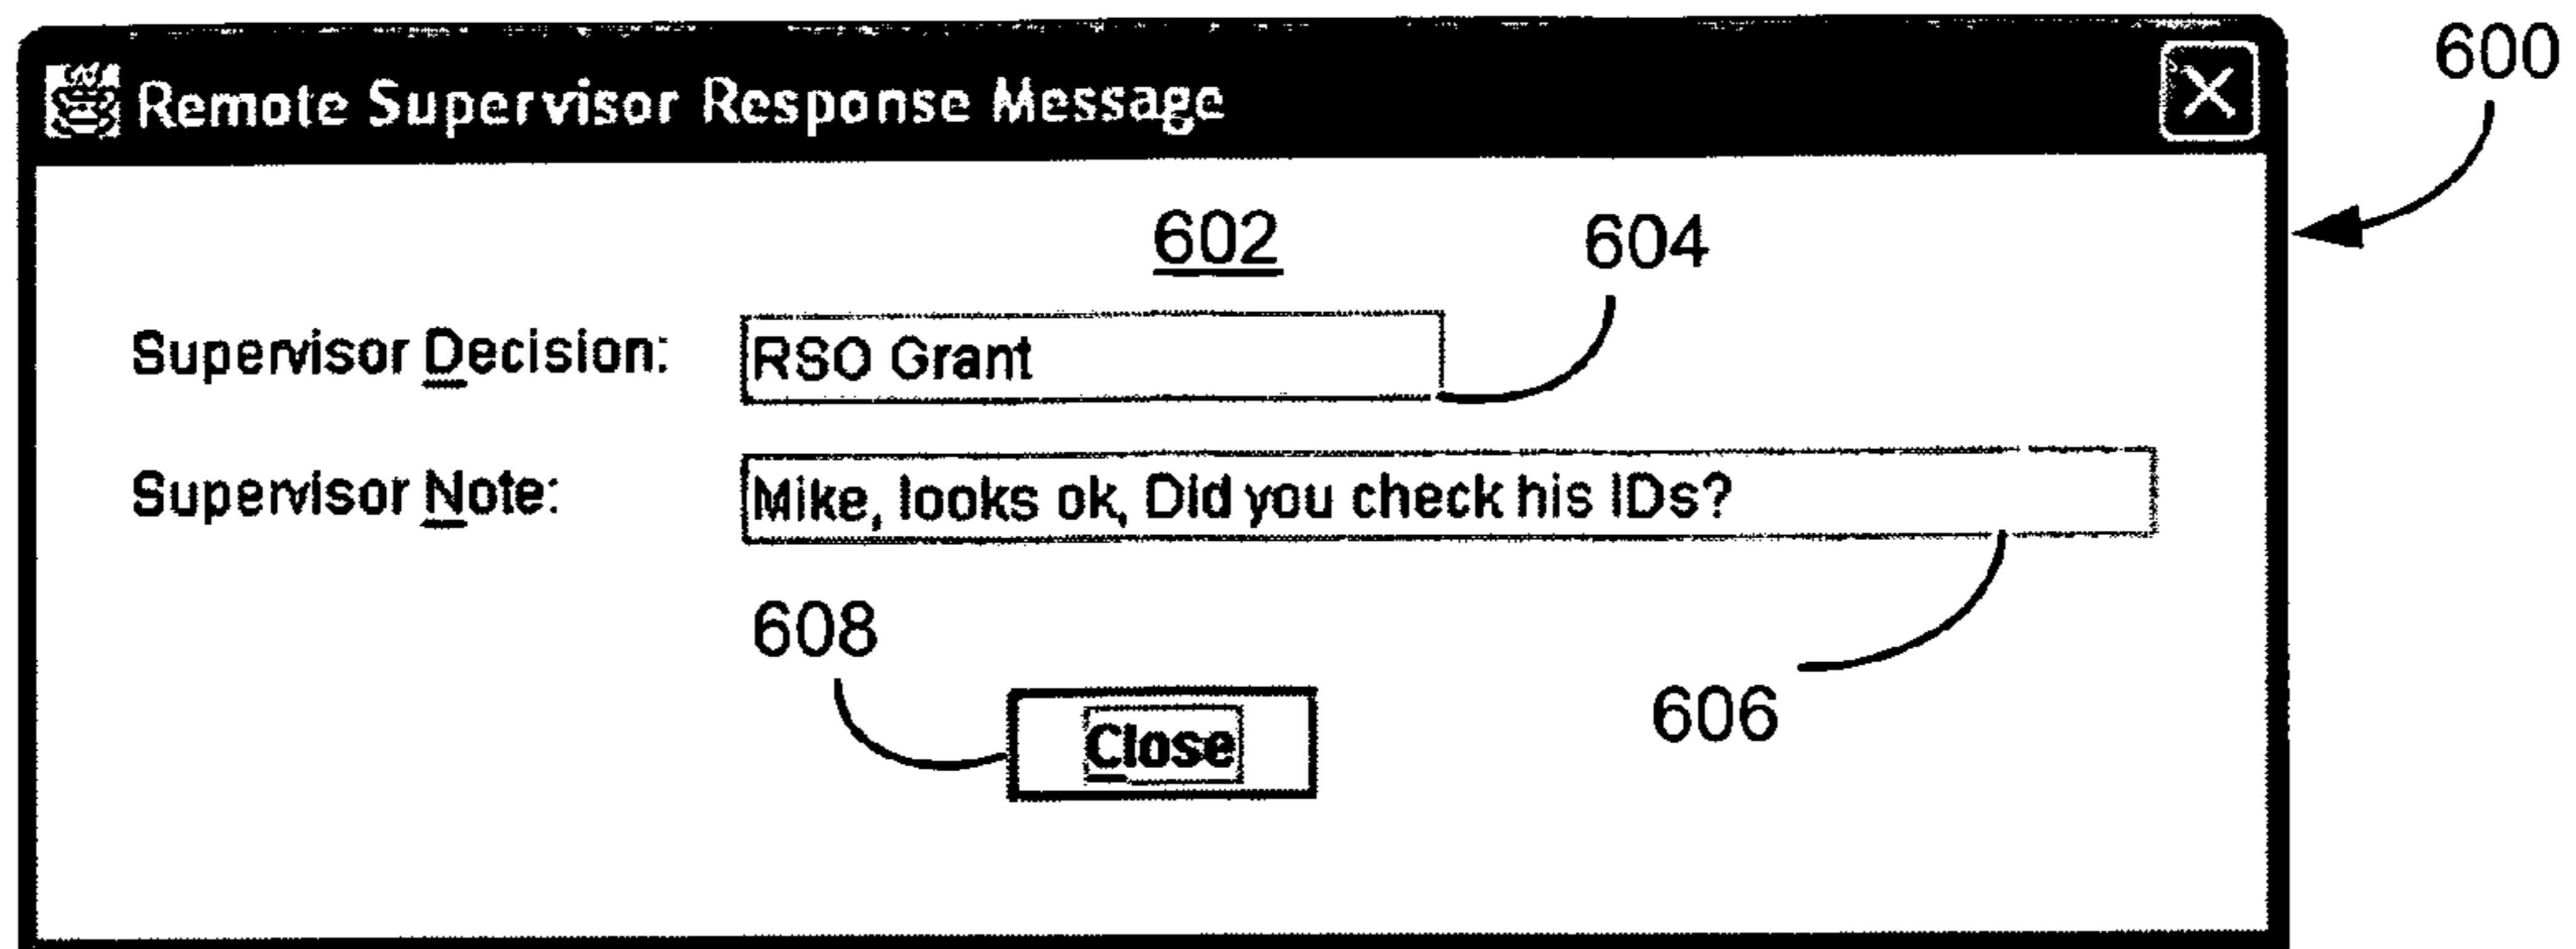 Remote Supervisor Response Message
600
602
604
Supervisor Decision: RSO Grant
Supervisor Note: Mike, looks ok, Did you check his IDs?
608
606
Close